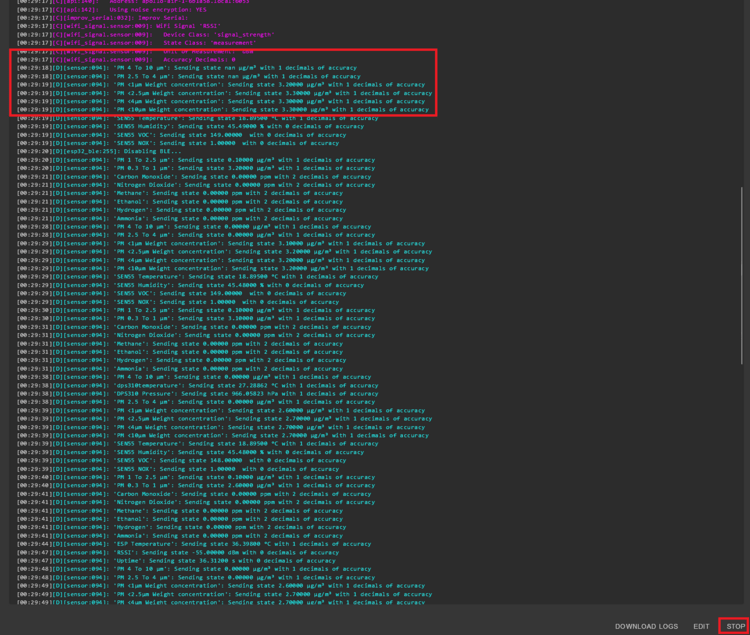 [00:29:17][C][api:142]:   Using noise encryption: YES
[00:29:17][C][improv_serial:032]: Improv Serial:
[00:29:17][C][wifi_signal.sensor:009]: WiFi Signal 'RSSI'
[00:29:17][C][wifi_signal.sensor:009]:   Device Class: 'signal_strength'
[00:29:17][C][wifi_signal.sensor:009]:   State Class: 'measurement'
[00:29:17][C][wifi_signal.sensor:009]:   Accuracy Decimals: 0
[00:29:18][D][sensor:094]: 'PM 4 To 10 µm': Sending state nan µg/m³ with 1 decimals of accuracy
[00:29:18][D][sensor:094]: 'PM 2.5 To 4 µm': Sending state nan µg/m³ with 1 decimals of accuracy
[00:29:19][D][sensor:094]: 'PM <1µm Weight concentration': Sending state 3.20000 µg/m³ with 1 decimals of accuracy
[00:29:19][D][sensor:094]: 'PM <2.5µm Weight concentration': Sending state 3.30000 µg/m³ with 1 decimals of accuracy
[00:29:19][D][sensor:094]: 'PM <4µm Weight concentration': Sending state 3.30000 µg/m³ with 1 decimals of accuracy
[00:29:19][D][sensor:094]: 'PM <10µm Weight concentration': Sending state 3.30000 µg/m³ with 1 decimals of accuracy
[00:29:19][D][sensor:094]: 'SEN55 Temperature': Sending state 18.89500 °C with 1 decimals of accuracy
[00:29:19][D][sensor:094]: 'SEN55 Humidity': Sending state 45.49000 % with 0 decimals of accuracy
[00:29:19][D][sensor:094]: 'SEN55 VOC': Sending state 149.00000  with 0 decimals of accuracy
[00:29:19][D][sensor:094]: 'SEN55 NOX': Sending state 1.00000  with 0 decimals of accuracy
[00:29:20][D][esp32_ble:255]: Disabling BLE...
[00:29:20][D][sensor:094]: 'PM 1 To 2.5 µm': Sending state 0.10000 µg/m³ with 1 decimals of accuracy
[00:29:20][D][sensor:094]: 'PM 0.3 To 1 µm': Sending state 3.20000 µg/m³ with 1 decimals of accuracy
[00:29:21][D][sensor:094]: 'Carbon Monoxide': Sending state 0.00000 ppm with 2 decimals of accuracy
[00:29:21][D][sensor:094]: 'Nitrogen Dioxide': Sending state 0.00000 ppm with 2 decimals of accuracy
[00:29:21][D][sensor:094]: 'Methane': Sending state 0.00000 ppm with 2 decimals of accuracy
[00:29:21][D][sensor:094]: 'Ethanol': Sending state 0.00000 ppm with 2 decimals of accuracy
[00:29:21][D][sensor:094]: 'Hydrogen': Sending state 0.00000 ppm with 2 decimals of accuracy
[00:29:21][D][sensor:094]: 'Ammonia': Sending state 0.00000 ppm with 2 decimals of accuracy
[00:29:28][D][sensor:094]: 'PM 4 To 10 µm': Sending state 0.00000 µg/m³ with 1 decimals of accuracy
[00:29:28][D][sensor:094]: 'PM 2.5 To 4 µm': Sending state 0.00000 µg/m³ with 1 decimals of accuracy
[00:29:29][D][sensor:094]: 'PM <1µm Weight concentration': Sending state 3.10000 µg/m³ with 1 decimals of accuracy
[00:29:29][D][sensor:094]: 'PM <2.5µm Weight concentration': Sending state 3.20000 µg/m³ with 1 decimals of accuracy
[00:29:29][D][sensor:094]: 'PM <4µm Weight concentration': Sending state 3.20000 µg/m³ with 1 decimals of accuracy
[00:29:29][D][sensor:094]: 'PM <10µm Weight concentration': Sending state 3.20000 µg/m³ with 1 decimals of accuracy
[00:29:29][D][sensor:094]: 'SEN55 Temperature': Sending state 18.89500 °C with 1 decimals of accuracy
[00:29:29][D][sensor:094]: 'SEN55 Humidity': Sending state 45.48000 % with 0 decimals of accuracy
[00:29:29][D][sensor:094]: 'SEN55 VOC': Sending state 149.00000  with 0 decimals of accuracy
[00:29:29][D][sensor:094]: 'SEN55 NOX': Sending state 1.00000  with 0 decimals of accuracy
[00:29:30][D][sensor:094]: 'PM 1 To 2.5 µm': Sending state 0.10000 µg/m³ with 1 decimals of accuracy
[00:29:30][D][sensor:094]: 'PM 0.3 To 1 µm': Sending state 3.10000 µg/m³ with 1 decimals of accuracy
[00:29:31][D][sensor:094]: 'Carbon Monoxide': Sending state 0.00000 ppm with 2 decimals of accuracy
[00:29:31][D][sensor:094]: 'Nitrogen Dioxide': Sending state 0.00000 ppm with 2 decimals of accuracy
[00:29:31][D][sensor:094]: 'Methane': Sending state 0.00000 ppm with 2 decimals of accuracy
[00:29:31][D][sensor:094]: 'Ethanol': Sending state 0.00000 ppm with 2 decimals of accuracy
[00:29:31][D][sensor:094]: 'Hydrogen': Sending state 0.00000 ppm with 2 decimals of accuracy
[00:29:31][D][sensor:094]: 'Ammonia': Sending state 0.00000 ppm with 2 decimals of accuracy
[00:29:38][D][sensor:094]: 'PM 4 To 10 µm': Sending state 0.00000 µg/m³ with 1 decimals of accuracy
[00:29:38][D][sensor:094]: 'dps310temperature': Sending state 27.28862 °C with 1 decimals of accuracy
[00:29:38][D][sensor:094]: 'DPS310 Pressure': Sending state 966.05823 hPa with 1 decimals of accuracy
[00:29:38][D][sensor:094]: 'PM 2.5 To 4 µm': Sending state 0.00000 µg/m³ with 1 decimals of accuracy
[00:29:39][D][sensor:094]: 'PM <1µm Weight concentration': Sending state 2.60000 µg/m³ with 1 decimals of accuracy
[00:29:39][D][sensor:094]: 'PM <2.5µm Weight concentration': Sending state 2.70000 µg/m³ with 1 decimals of accuracy
[00:29:39][D][sensor:094]: 'PM <4µm Weight concentration': Sending state 2.70000 µg/m³ with 1 decimals of accuracy
[00:29:39][D][sensor:094]: 'PM <10µm Weight concentration': Sending state 2.70000 µg/m³ with 1 decimals of accuracy
[00:29:39][D][sensor:094]: 'SEN55 Temperature': Sending state 18.89500 °C with 1 decimals of accuracy
[00:29:39][D][sensor:094]: 'SEN55 Humidity': Sending state 45.48000 % with 0 decimals of accuracy
[00:29:39][D][sensor:094]: 'SEN55 VOC': Sending state 148.00000  with 0 decimals of accuracy
[00:29:39][D][sensor:094]: 'SEN55 NOX': Sending state 1.00000  with 0 decimals of accuracy
[00:29:40][D][sensor:094]: 'PM 1 To 2.5 µm': Sending state 0.10000 µg/m³ with 1 decimals of accuracy
[00:29:40][D][sensor:094]: 'PM 0.3 To 1 µm': Sending state 2.60000 µg/m³ with 1 decimals of accuracy
[00:29:41][D][sensor:094]: 'Carbon Monoxide': Sending state 0.00000 ppm with 2 decimals of accuracy
[00:29:41][D][sensor:094]: 'Nitrogen Dioxide': Sending state 0.00000 ppm with 2 decimals of accuracy
[00:29:41][D][sensor:094]: 'Methane': Sending state 0.00000 ppm with 2 decimals of accuracy
[00:29:41][D][sensor:094]: 'Ethanol': Sending state 0.00000 ppm with 2 decimals of accuracy
[00:29:41][D][sensor:094]: 'Hydrogen': Sending state 0.00000 ppm with 2 decimals of accuracy
[00:29:41][D][sensor:094]: 'Ammonia': Sending state 0.00000 ppm with 2 decimals of accuracy
[00:29:44][D][sensor:094]: 'ESP Temperature': Sending state 36.39800 °C with 1 decimals of accuracy
[00:29:47][D][sensor:094]: 'RSSI': Sending state -55.00000 dBm with 0 decimals of accuracy
[00:29:47][D][sensor:094]: 'Uptime': Sending state 36.31200 s with 0 decimals of accuracy
[00:29:48][D][sensor:094]: 'PM 4 To 10 µm': Sending state 0.00000 µg/m³ with 1 decimals of accuracy
[00:29:48][D][sensor:094]: 'PM 2.5 To 4 µm': Sending state 0.00000 µg/m³ with 1 decimals of accuracy
[00:29:49][D][sensor:094]: 'PM <1µm Weight concentration': Sending state 2.60000 µg/m³ with 1 decimals of accuracy
[00:29:49][D][sensor:094]: 'PM <2.5µm Weight concentration': Sending state 2.70000 µg/m³ with 1 decimals of accuracy
[00:29:49][D][sensor:094]: 'PM <4µm Weight concentration': Sending state 2.70000 µg/m³ with 1 decimals of accuracy
DOWNLOAD LOGS
EDIT
STOP